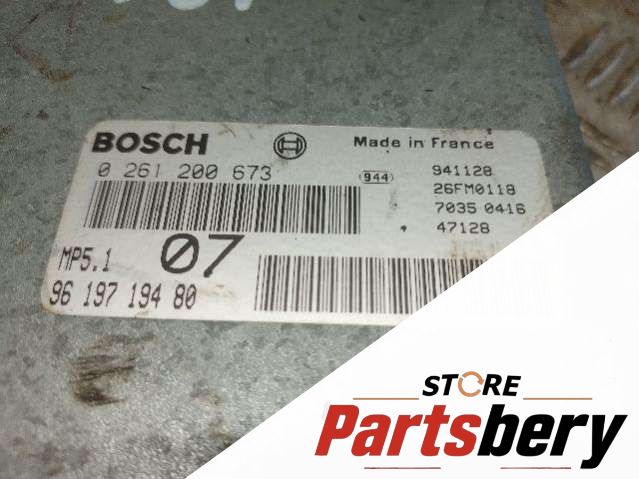 BOSCH
Made in France
0 261 200 673
944
941128
26FM0118
7035 0416
47128
MP5.1
07
96 197 194 80
STORE
Partsbery